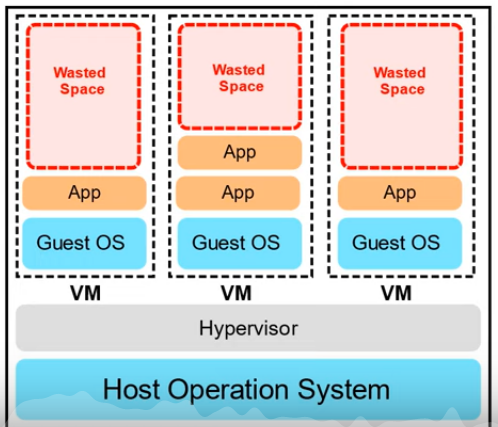 Wasted
Space
Wasted
Space
Wasted
Space
App
App
App
App
Guest OS
Guest OS
Guest OS
VM
VM
VM
Hypervisor
Host Operation System